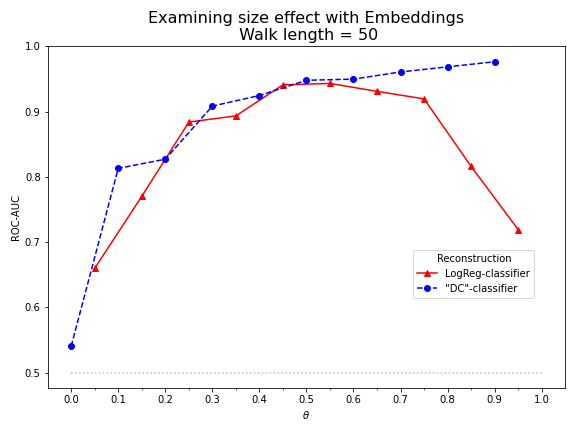 Examining size effect with Embeddings
Walk length = 50
1.0
0.9
0.8
0.7
0.6
0.5
ROC-AUC
Reconstruction
LogReg-classifier
"DC"-classifier
0.0 0.1 0.2 0.3 0.4 0.5 0.6 0.7 0.8 0.9 1.0
θ